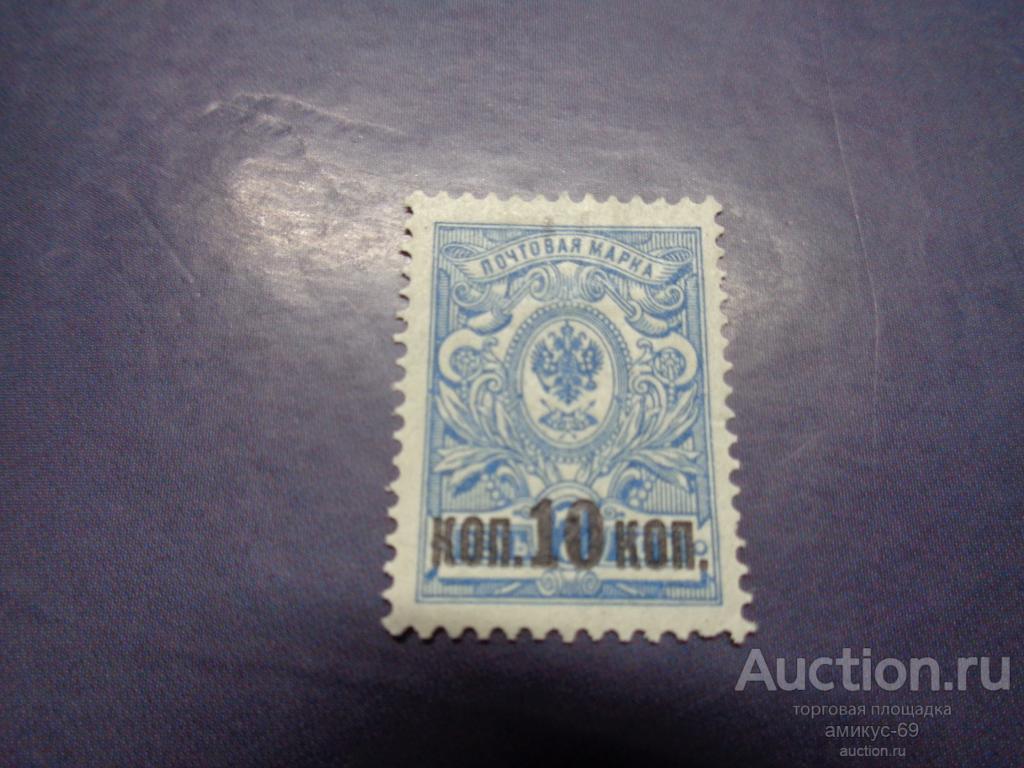 ПОЧТОВАЯ МАРКА
коп. 10 коп.
Auction.ru
торговая площадка
амикус-69
auction.ru